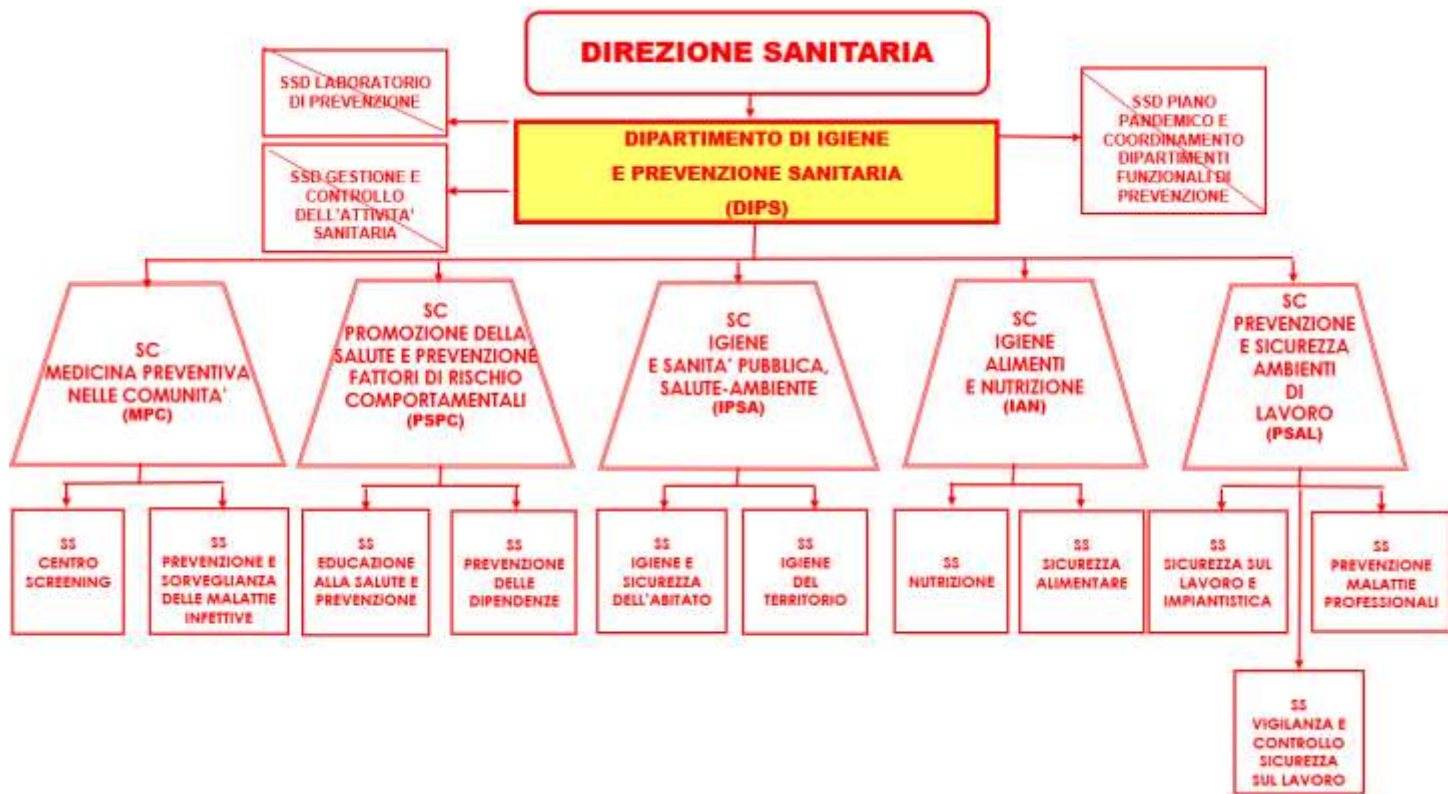 DIREZIONE SANITARIA
SSD LABORATORIO
DI PREVENZIONE
SSD GESTIONE E
CONTROLLO
DELL'ATTIVITA'
SANITARIA
DIPARTIMENTO DI IGIENE
E PREVENZIONE SANITARIA
(DIPS)
SSD PIANO
PANDEMICO E
COORDINAMENTO
DIPARTIMENTI
FUNZIONALI DI
PREVENZIONE
SC
MEDICINA PREVENTIVA
NELLE COMUNITA'
(MPC)
SC
PROMOZIONE DELLA
SALUTE E PREVENZIONE
FATTORI DI RISCHIO
COMPORTAMENTALI
(PSPC)
SC
IGIENE
E SANITA' PUBBLICA,
SALUTE-AMBIENTE
(IPSA)
SC
IGIENE
ALIMENTI
E NUTRIZIONE
(IAN)
SC
PREVENZIONE
E SICUREZZA
AMBIENTI
DI
LAVORO
(PSAL)
SS
CENTRO
SCREENING
SS
PREVENZIONE E
SORVEGLIANZA
DELLE MALATTIE
INFETTIVE
SS
EDUCAZIONE
ALLA SALUTE E
PREVENZIONE
SS
PREVENZIONE
DELLE
DIPENDENZE
SS
IGIENE E
SICUREZZA
DELL'ABITATO
SS
IGIENE
DEL
TERRITORIO
SS
NUTRIZIONE
SS
SICUREZZA
ALIMENTARE
SS
SICUREZZA SUL
LAVORO E
IMPIANTISTICA
SS
PREVENZIONE
MALATTIE
PROFESSIONALI
SS
VIGILANZA E
CONTROLLO
SICUREZZA
SUL LAVORO